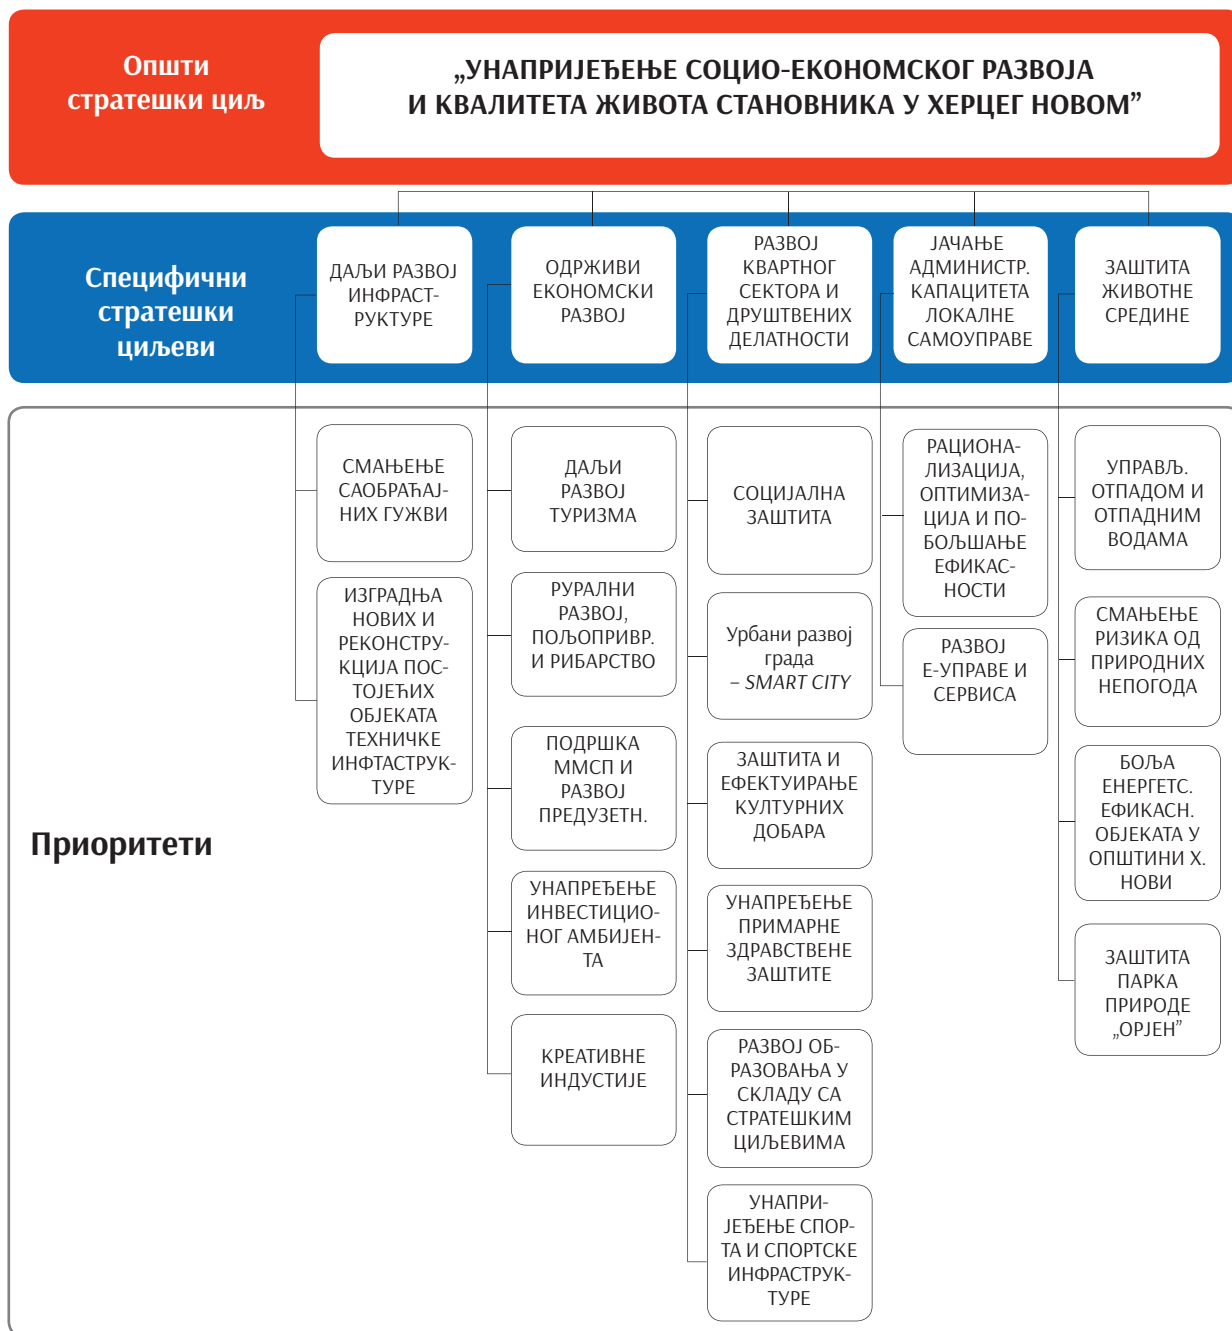 Општи
стратешки циљ
„УНАПРИЈЕЂЕЊЕ СОЦИО-ЕКОНОМСКОГ РАЗВОЈА
И КВАЛИТЕТА ЖИВОТА СТАНОВНИКА У ХЕРЦЕГ НОВОМ”
Специфични
стратешки
циљеви
ДАЉИ РАЗВОЈ
ИНФРАСТ-
РУКТУРЕ
ОДРЖИВИ
ЕКОНОМСКИ
РАЗВОЈ
РАЗВОЈ
КВАРТНОГ
СЕКТОРА И
ДРУШТВЕНИХ
ДЕЛАТНОСТИ
ЈАЧАЊЕ
АДМИНИСТР.
КАПАЦИТЕТА
ЛОКАЛНЕ
САМОУПРАВЕ
ЗАШТИТА
ЖИВОТНЕ
СРЕДИНЕ
Приоритети
СМАЊЕЊЕ
САОБРАЋАЈ-
НИХ ГУЖВИ
ИЗГРАДЊА
НОВИХ И
РЕКОНСТРУ-
КЦИЈА ПОС-
ТОЈЕЋИХ
ОБЈЕКАТА
ТЕХНИЧКЕ
ИНФТАСТРУК-
ТУРЕ
ДАЉИ
РАЗВОЈ
ТУРИЗМА
РУРАЛНИ
РАЗВОЈ,
ПОЉОПРИВР.
И РИБАРСТВО
ПОДРШКА
ММСП И
РАЗВОЈ
ПРЕДУЗЕТН.
УНАПРЕЂЕЊЕ
ИНВЕСТИЦИО-
НОГ АМБИЈЕН-
ТА
КРЕАТИВНЕ
ИНДУСТИЈЕ
СОЦИЈАЛНА
ЗАШТИТА
Урбани развој
града
– SMART CITY
ЗАШТИТА И
ЕФЕКТУИРАЊЕ
КУЛТУРНИХ
ДОБАРА
УНАПРЕЂЕЊЕ
ПРИМАРНЕ
ЗДРАВСТВЕНЕ
ЗАШТИТЕ
РАЗВОЈ ОБ-
РАЗОВАЊА У
СКЛАДУ СА
СТРАТЕШКИМ
ЦИЉЕВИМА
УНАПРИ-
ЈЕЂЕЊЕ СПОР-
ТА И СПОРТСКЕ
ИНФРАСТРУК-
ТУРЕ
РАЦИОНА-
ЛИЗАЦИЈА,
ОПТИМИЗА-
ЦИЈА И ПО-
БОЉШАЊЕ
ЕФИКАС-
НОСТИ
РАЗВОЈ
Е-УПРАВЕ И
СЕРВИСА
УПРАВЉ.
ОТПАДОМ И
ОТПАДНИМ
ВОДАМА
СМАЊЕЊЕ
РИЗИКА ОД
ПРИРОДНИХ
НЕПОГОДА
БОЉА
ЕНЕРГЕТС.
ЕФИКАСН.
ОБЈЕКАТА У
ОПШТИНИ Х.
НОВИ
ЗАШТИТА
ПАРКА
ПРИРОДЕ
„ОРЈЕН”